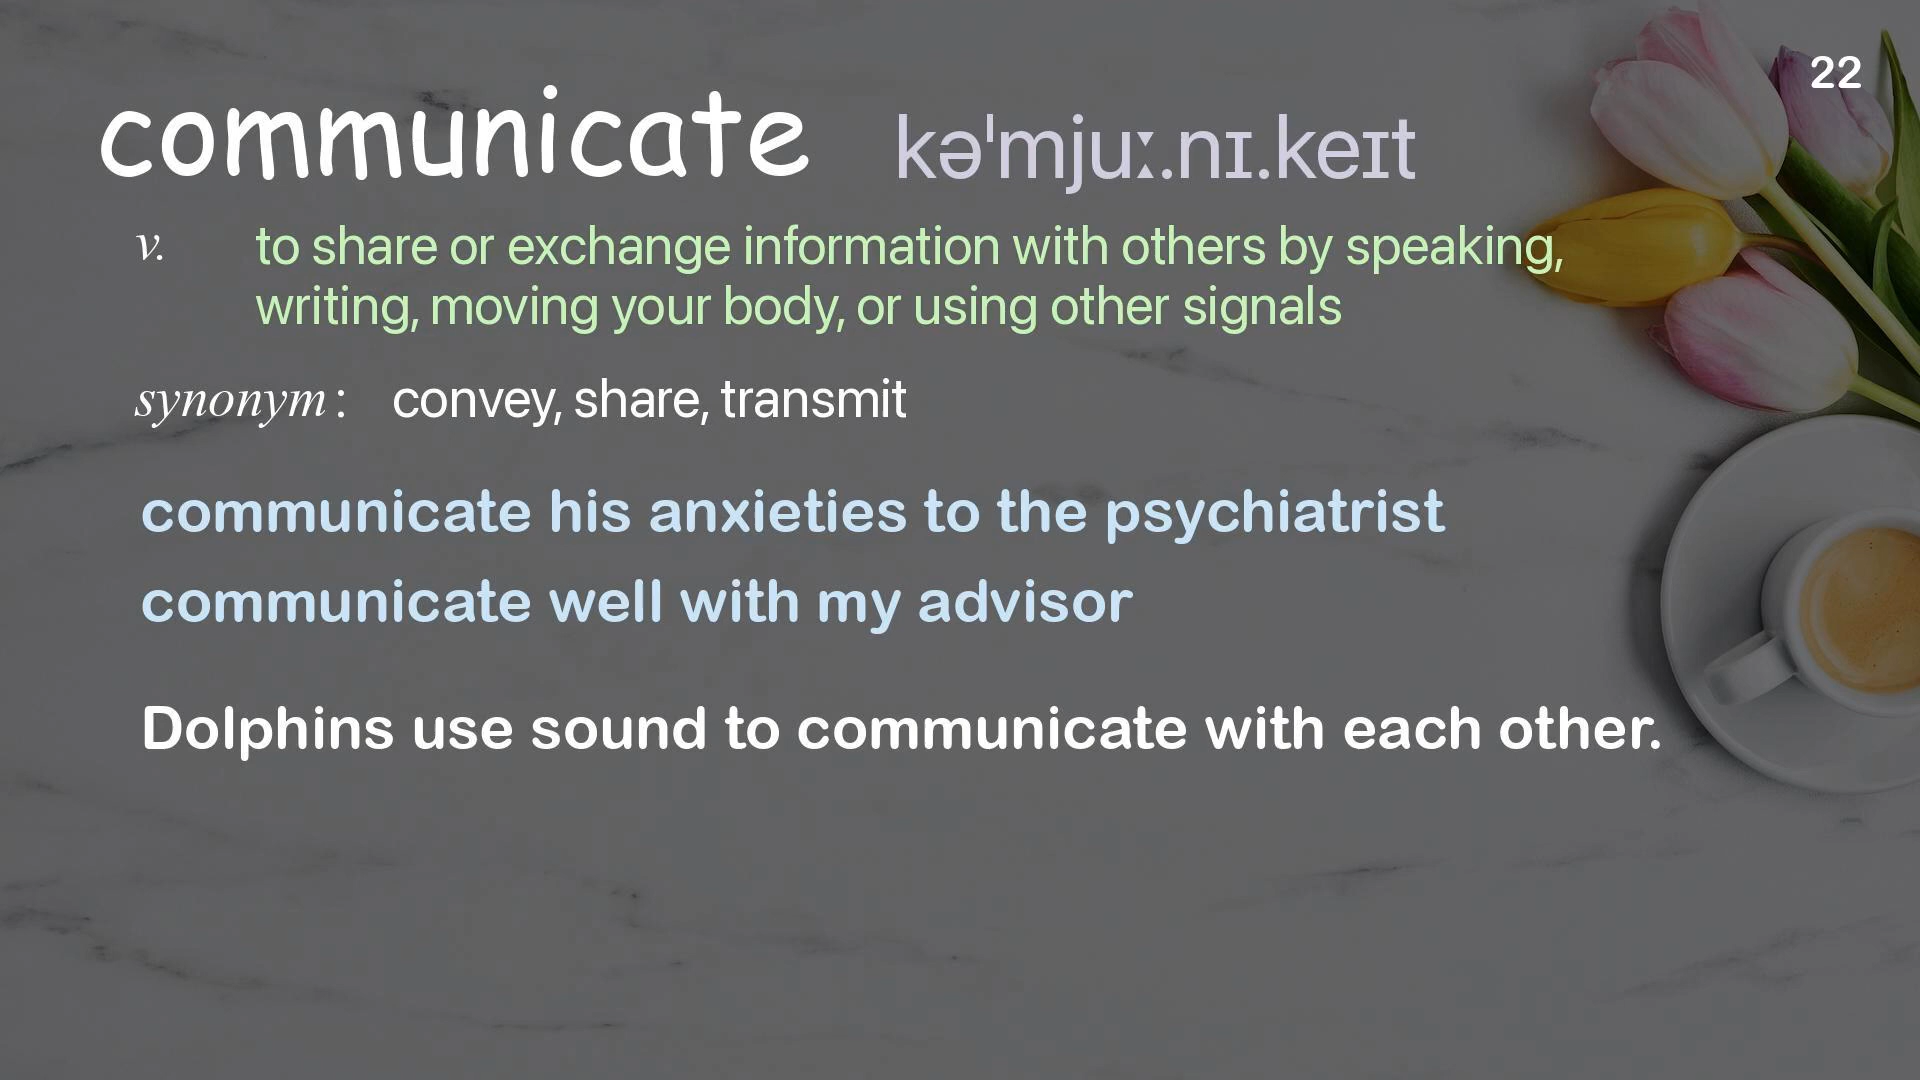 22
communicate kəˈmjuː.nɪ.keɪt
v. to share or exchange information with others by speaking,
writing, moving your body, or using other signals
synonym : convey, share, transmit
communicate his anxieties to the psychiatrist
communicate well with my advisor
Dolphins use sound to communicate with each other.